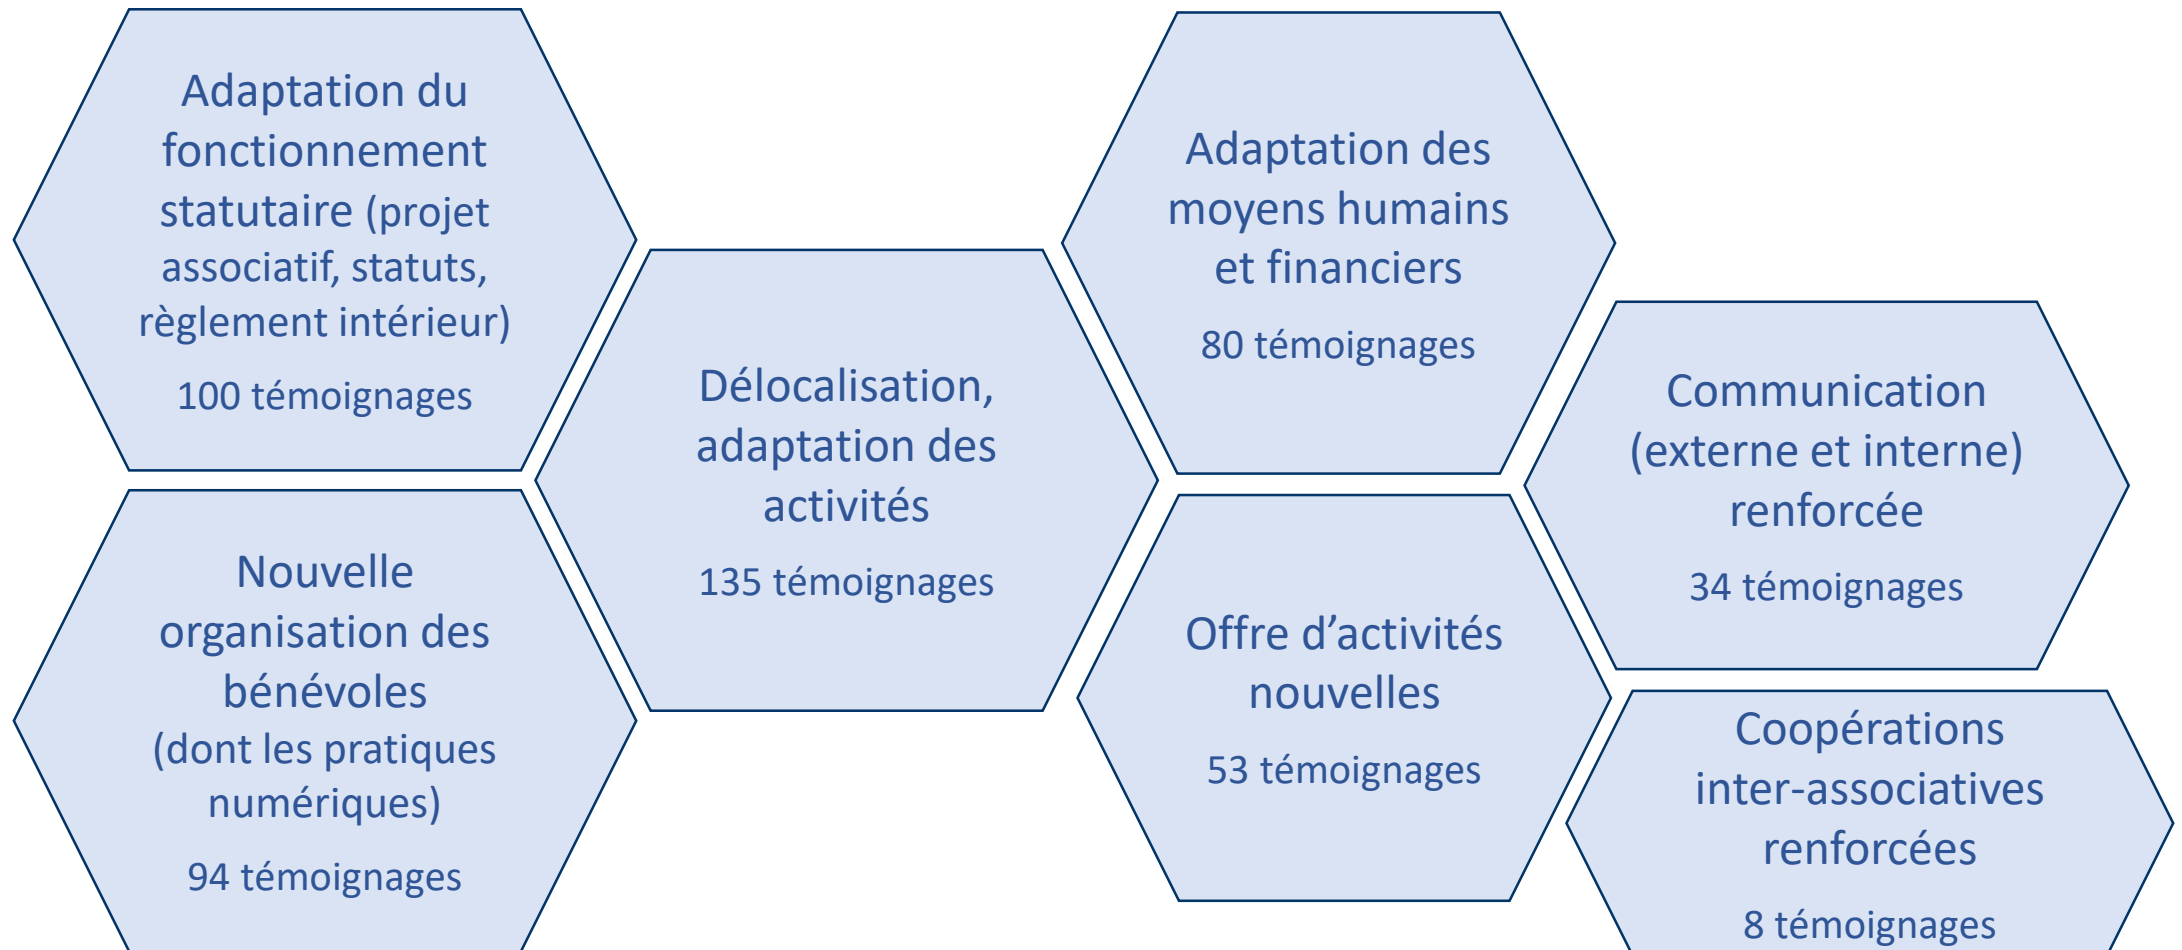 Adaptation du
fonctionnement
statutaire (projet
associatif, statuts,
règlement intérieur)
100 témoignages
Nouvelle
organisation des
bénévoles
(dont les pratiques
numériques)
94 témoignages
Délocalisation,
adaptation des
activités
135 témoignages
Adaptation des
moyens humains
et financiers
80 témoignages
Offre d’activités
nouvelles
53 témoignages
Communication
(externe et interne)
renforcée
34 témoignages
Coopérations
inter-associatives
renforcées
8 témoignages